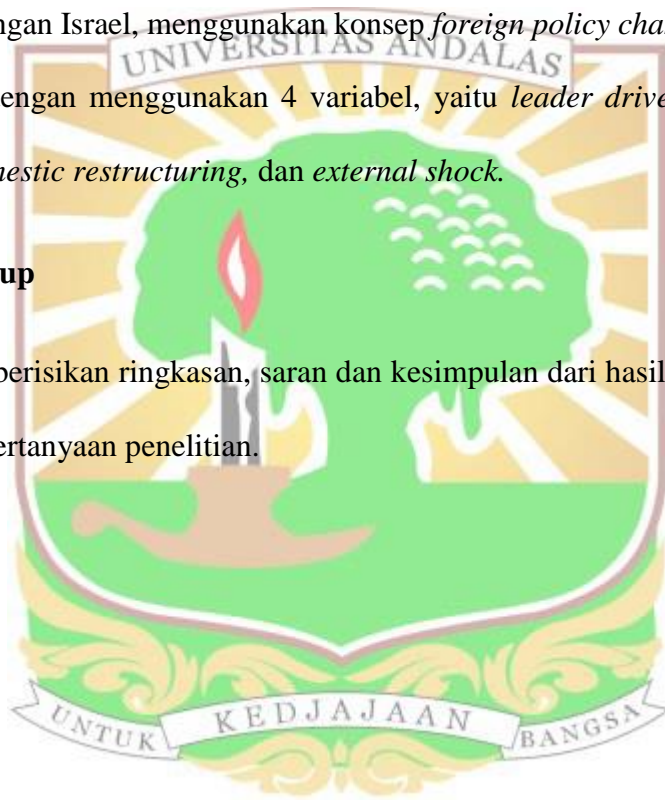 ngan Israel, menggunakan konsep foreign policy cha
UNIVERSITAS ANDALAS
engan menggunakan 4 variabel, yaitu leader drive
nestic restructuring, dan external shock.
up
berisikan ringkasan, saran dan kesimpulan dari hasil
ertanyaan penelitian.
UNTUK KEDJAJAAN BANGSA